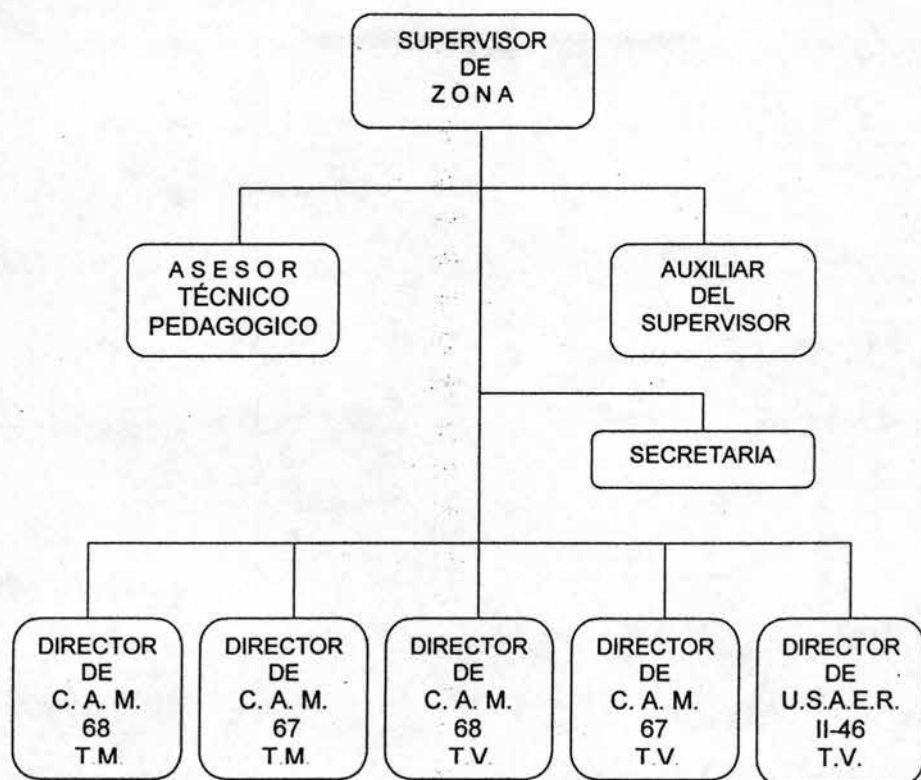 SUPERVISOR
DE
Z O N A
A S E S O R
TÉCNICO
PEDAGOGICO
AUXILIAR
DEL
SUPERVISOR
SECRETARIA
DIRECTOR
DE
C. A. M.
68
T.M.
DIRECTOR
DE
C. A. M.
67
T.M.
DIRECTOR
DE
C. A. M.
68
T.V.
DIRECTOR
DE
C. A. M.
67
T.V.
DIRECTOR
DE
U.S.A.E.R.
II-46
T.V.